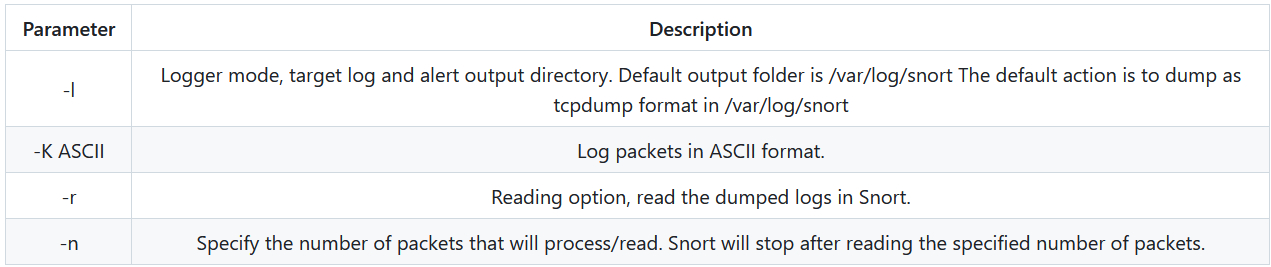 Parameter Description
-l Logger mode, target log and alert output directory. Default output folder is /var/log/snort The default action is to dump as
tcpdump format in /var/log/snort
-K ASCII Log packets in ASCII format.
-r Reading option, read the dumped logs in Snort.
-n Specify the number of packets that will process/read. Snort will stop after reading the specified number of packets.